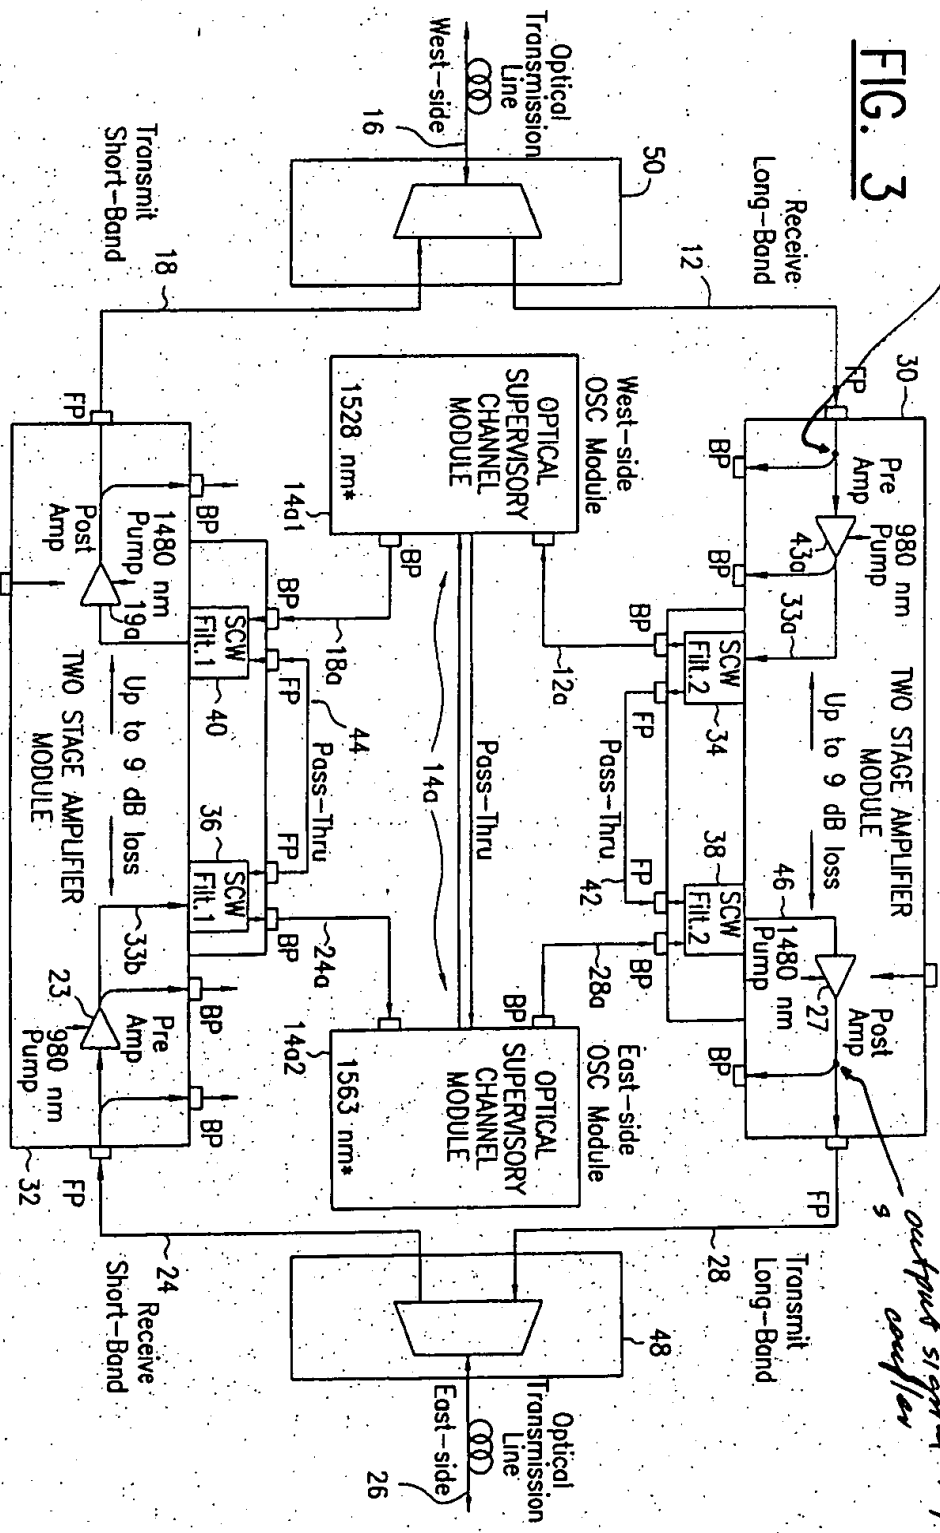 FIG. 3
Optical
Transmission
Line
West-side
16
50
Receive
Long-Band
12
Transmit
Short-Band
18
FP
30
BP
Pre
Amp
980 nm
Pump
43a
BP
33a
TWO STAGE AMPLIFIER
MODULE
Up to 9 dB loss
46
1480 nm
Pump
27
Post
Amp
BP
FP
output signal
coupler
s
28
Transmit
Long-Band
BP
SCW
Filt.2
34
FP
Pass-Thru
42
FP
SCW
Filt.2
38
BP
12a
28a
West-side
OSC Module
OPTICAL
SUPERVISORY
CHANNEL
MODULE
1528 nm*
14a1
BP
Pass-Thru
14a
East-side
OSC Module
BP
OPTICAL
SUPERVISORY
CHANNEL
MODULE
1563 nm*
14a2
18a
24a
BP
SCW
Filt.1
40
FP
44
Pass-Thru
FP
SCW
Filt.1
36
BP
FP
BP
1480 nm
Pump
19a
Post
Amp
Up to 9 dB loss
TWO STAGE AMPLIFIER
MODULE
33b
23
Pre
Amp
980 nm
Pump
BP
BP
32
FP
24
Receive
Short-Band
48
Optical
Transmission
Line
East-side
26